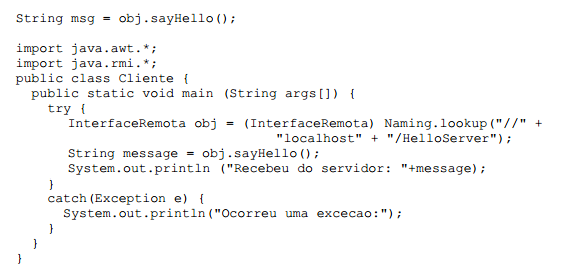 String msg = obj.sayHello();
import java.awt.*;
import java.rmi.*;
public class Cliente {
  public static void main (String args[]) {
    try {
      InterfaceRemota obj = (InterfaceRemota) Naming.lookup("//" +
                                "localhost" + "/HelloServer");
      String message = obj.sayHello();
      System.out.println ("Recebeu do servidor: "+message);
    }
    catch(Exception e) {
      System.out.println("Ocorreu uma excecao:");
    }
  }
}